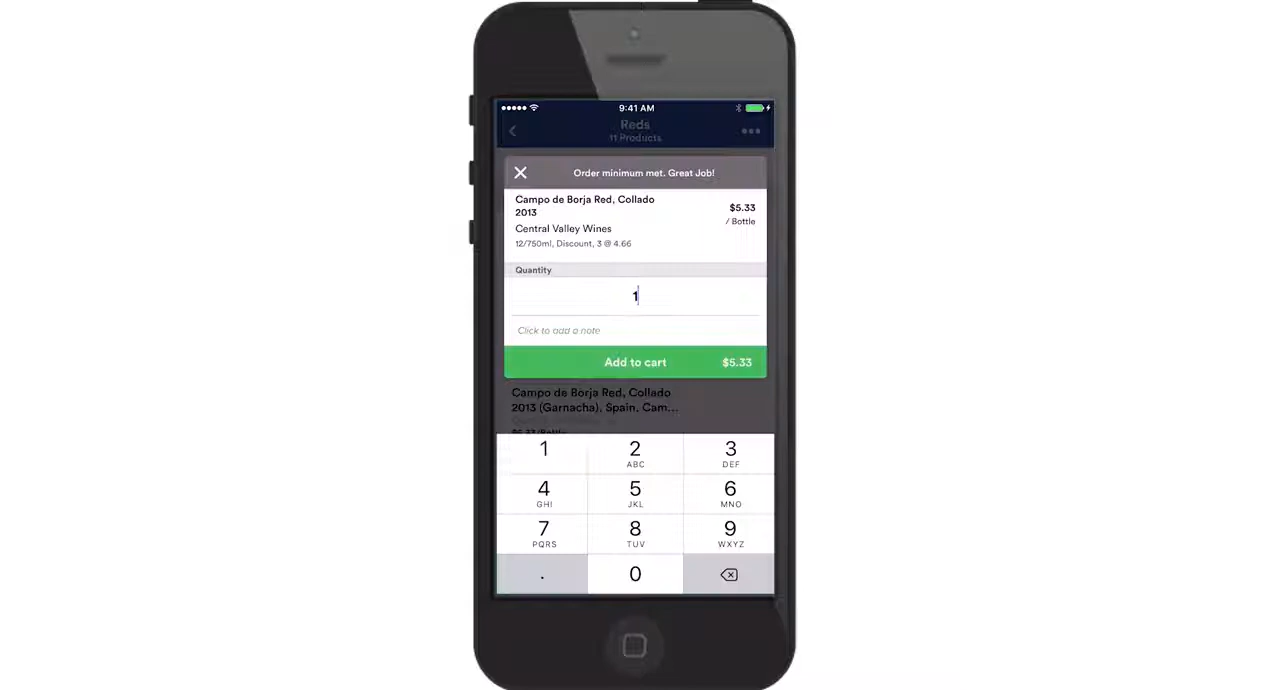 9:41 AM
Reds
11 Products
Order minimum met. Great Job!
Campo de Borja Red, Collado
2013
$5.33
/ Bottle
Central Valley Wines
12/750ml, Discount, 3 @ 4.66
Quantity
1
Click to add a note
Add to cart $5.33
Campo de Borja Red, Collado
2013 (Garnacha), Spain, Cam...
$5.33/Bottle
1 2 3
ABC DEF
4 5 6
GHI JKL MNO
7 8 9
PQRS TUV WXYZ
. 0